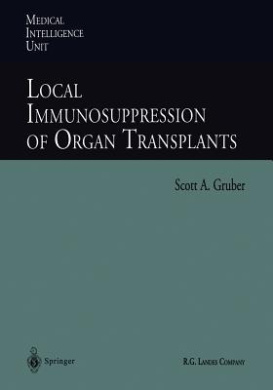 MEDICAL
INTELLIGENCE
UNIT
LOCAL
IMMUNOSUPPRESSION
OF ORGAN TRANSPLANTS
Scott A. Gruber
Springer
R.G. LANDES COMPANY